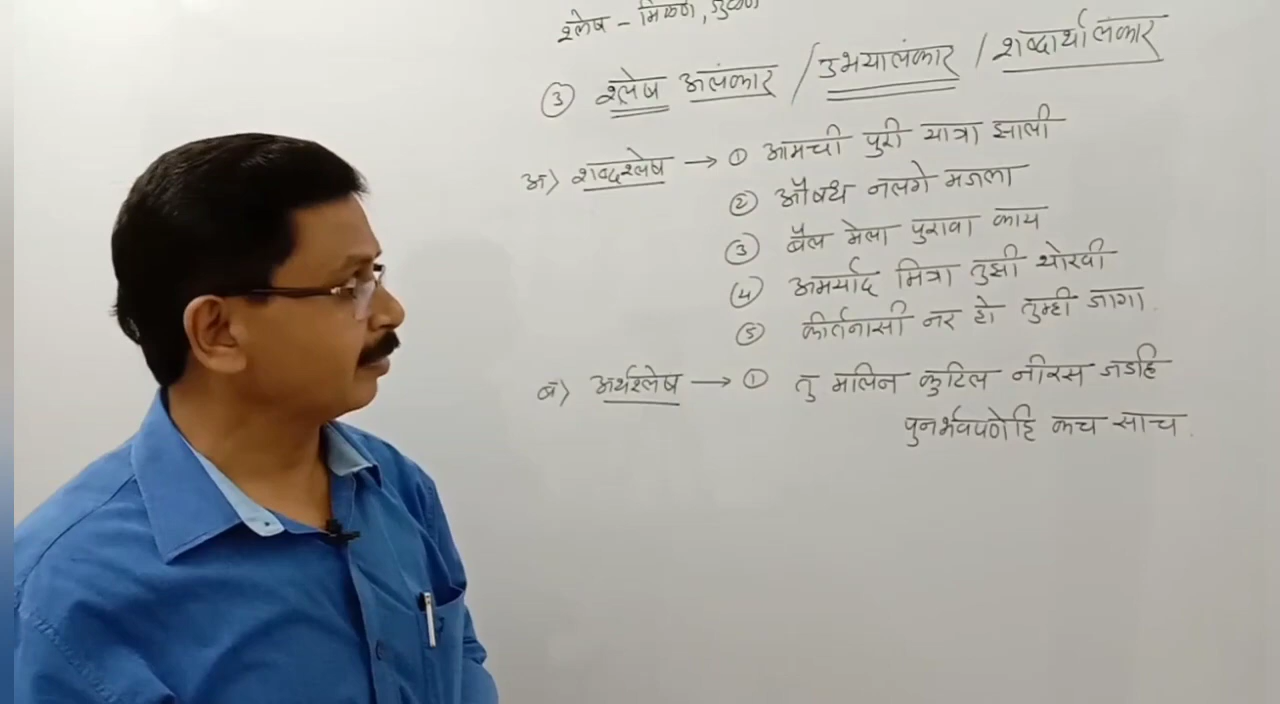 श्लेष - मिळणे, जुळणे
③ श्लेष अलंकार / उभयालंकार / शब्दार्थालंकार
अ) शब्दश्लेष → ① आमची पुरी यात्रा झाली
② औषध नलगे मजला
③ बैल मेला पुरावा काय
④ अमर्याद मित्रा तुझी थोरवी
⑤ कीर्तनासी नर हो तुम्ही जागा.
ब) अर्थश्लेष → ① तु मलिन कुटिल नीरस जडहि
पुनर्भवपणेहि कच साच.